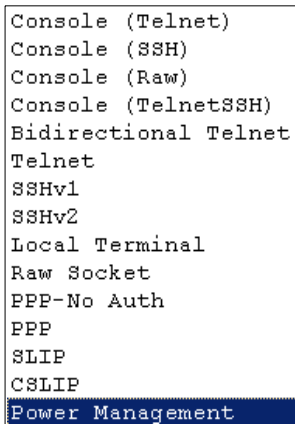 Console (Telnet)
Console (SSH)
Console (Raw)
Console (TelnetSSH)
Bidirectional Telnet
Telnet
SSHv1
SSHv2
Local Terminal
Raw Socket
PPP-No Auth
PPP
SLIP
CSLIP
Power Management